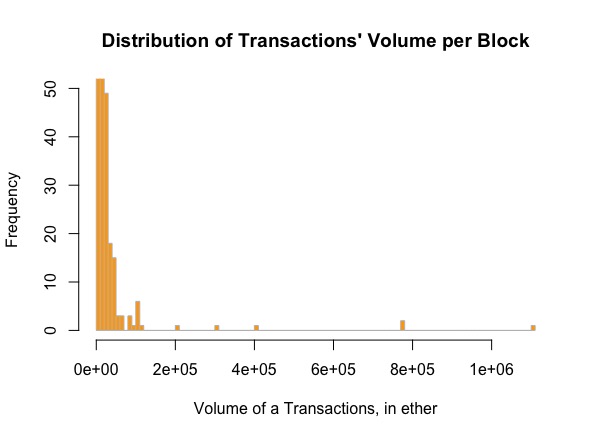 Distribution of Transactions' Volume per Block
Frequency
50
40
30
20
10
0
0e+00 2e+05 4e+05 6e+05 8e+05 1e+06
Volume of a Transactions, in ether